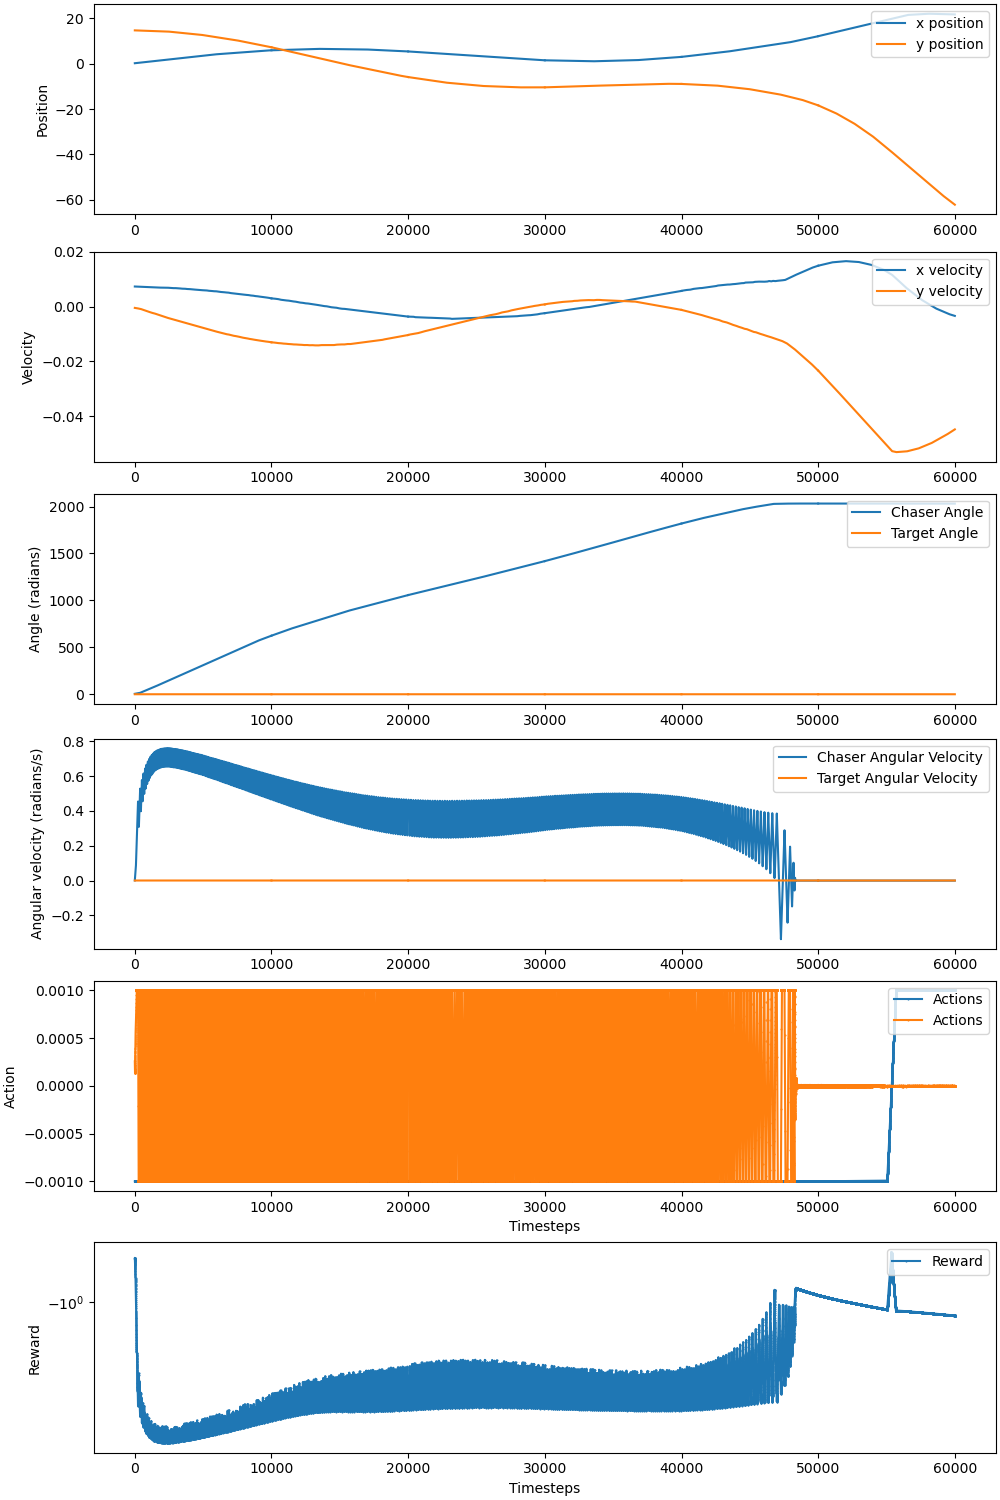 20
0
−20
−40
−60
Position
x position
y position
0 10000 20000 30000 40000 50000 60000
0.02
0.00
−0.02
−0.04
Velocity
x velocity
y velocity
0 10000 20000 30000 40000 50000 60000
2000
1500
1000
500
0
Angle (radians)
Chaser Angle
Target Angle
0 10000 20000 30000 40000 50000 60000
0.8
0.6
0.4
0.2
0.0
−0.2
Angular velocity (radians/s)
Chaser Angular Velocity
Target Angular Velocity
0 10000 20000 30000 40000 50000 60000
0.0010
0.0005
0.0000
−0.0005
−0.0010
Action
Actions
Actions
0 10000 20000 30000 40000 50000 60000
Timesteps
−10⁰
Reward
Reward
0 10000 20000 30000 40000 50000 60000
Timesteps